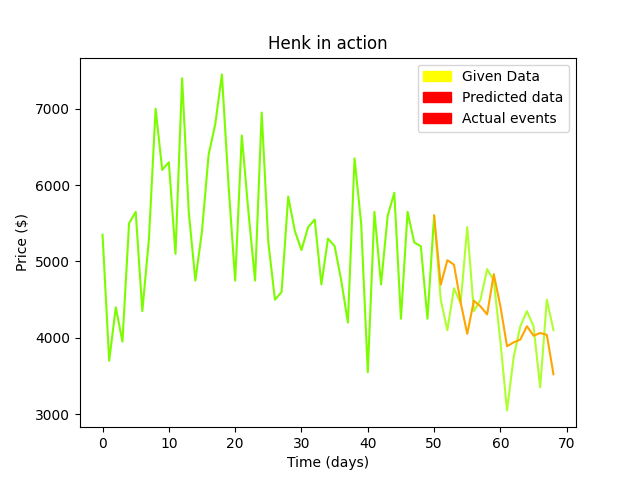 Henk in action
Given Data
Predicted data
Actual events
Price ($)
7000
6000
5000
4000
3000
0 10 20 30 40 50 60 70
Time (days)